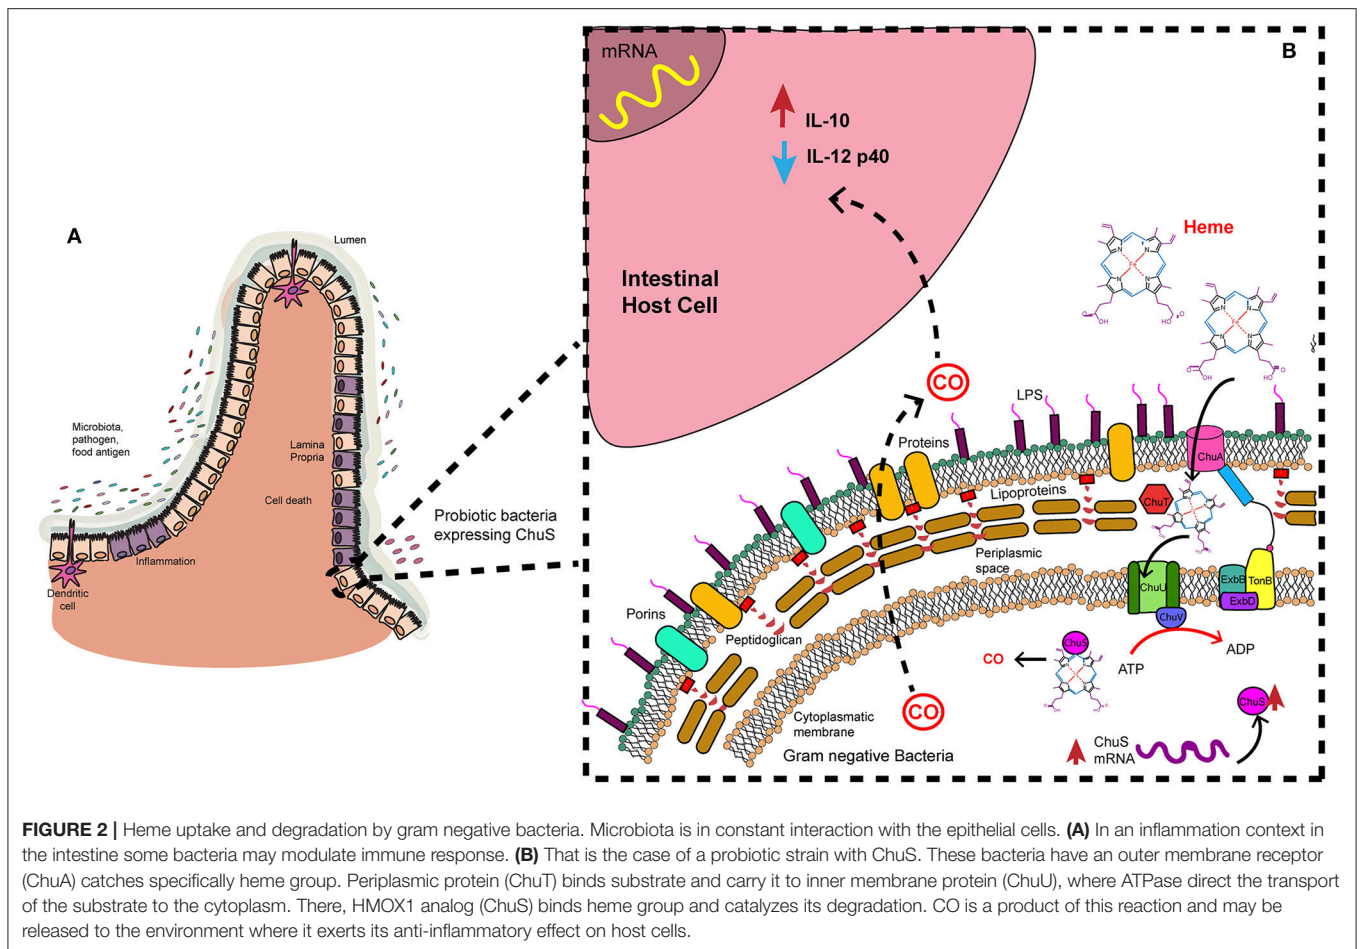 A
Lumen
Microbiota,
pathogen,
food antigen
Lamina
Propria
Cell death
Inflammation
Dendritic
cell
Probiotic bacteria
expressing ChuS
B
mRNA
IL-10
IL-12 p40
Intestinal
Host Cell
Heme
Fe
N
N
N
N
O
OH
HO
O
Fe
N
N
N
N
O
OH
HO
O
CO
LPS
Proteins
Lipoproteins
ChuA
ChuT
Periplasmic
space
ChuU
ChuV
ExbB
ExbD
TonB
Porins
Peptidoglican
ChuS
CO
ATP
ADP
CO
Cytoplasmatic
membrane
Gram negative Bacteria
ChuS
mRNA
ChuS
FIGURE 2 | Heme uptake and degradation by gram negative bacteria. Microbiota is in constant interaction with the epithelial cells. (A) In an inflammation context in
the intestine some bacteria may modulate immune response. (B) That is the case of a probiotic strain with ChuS. These bacteria have an outer membrane receptor
(ChuA) catches specifically heme group. Periplasmic protein (ChuT) binds substrate and carry it to inner membrane protein (ChuU), where ATPase direct the transport
of the substrate to the cytoplasm. There, HMOX1 analog (ChuS) binds heme group and catalyzes its degradation. CO is a product of this reaction and may be
released to the environment where it exerts its anti-inflammatory effect on host cells.